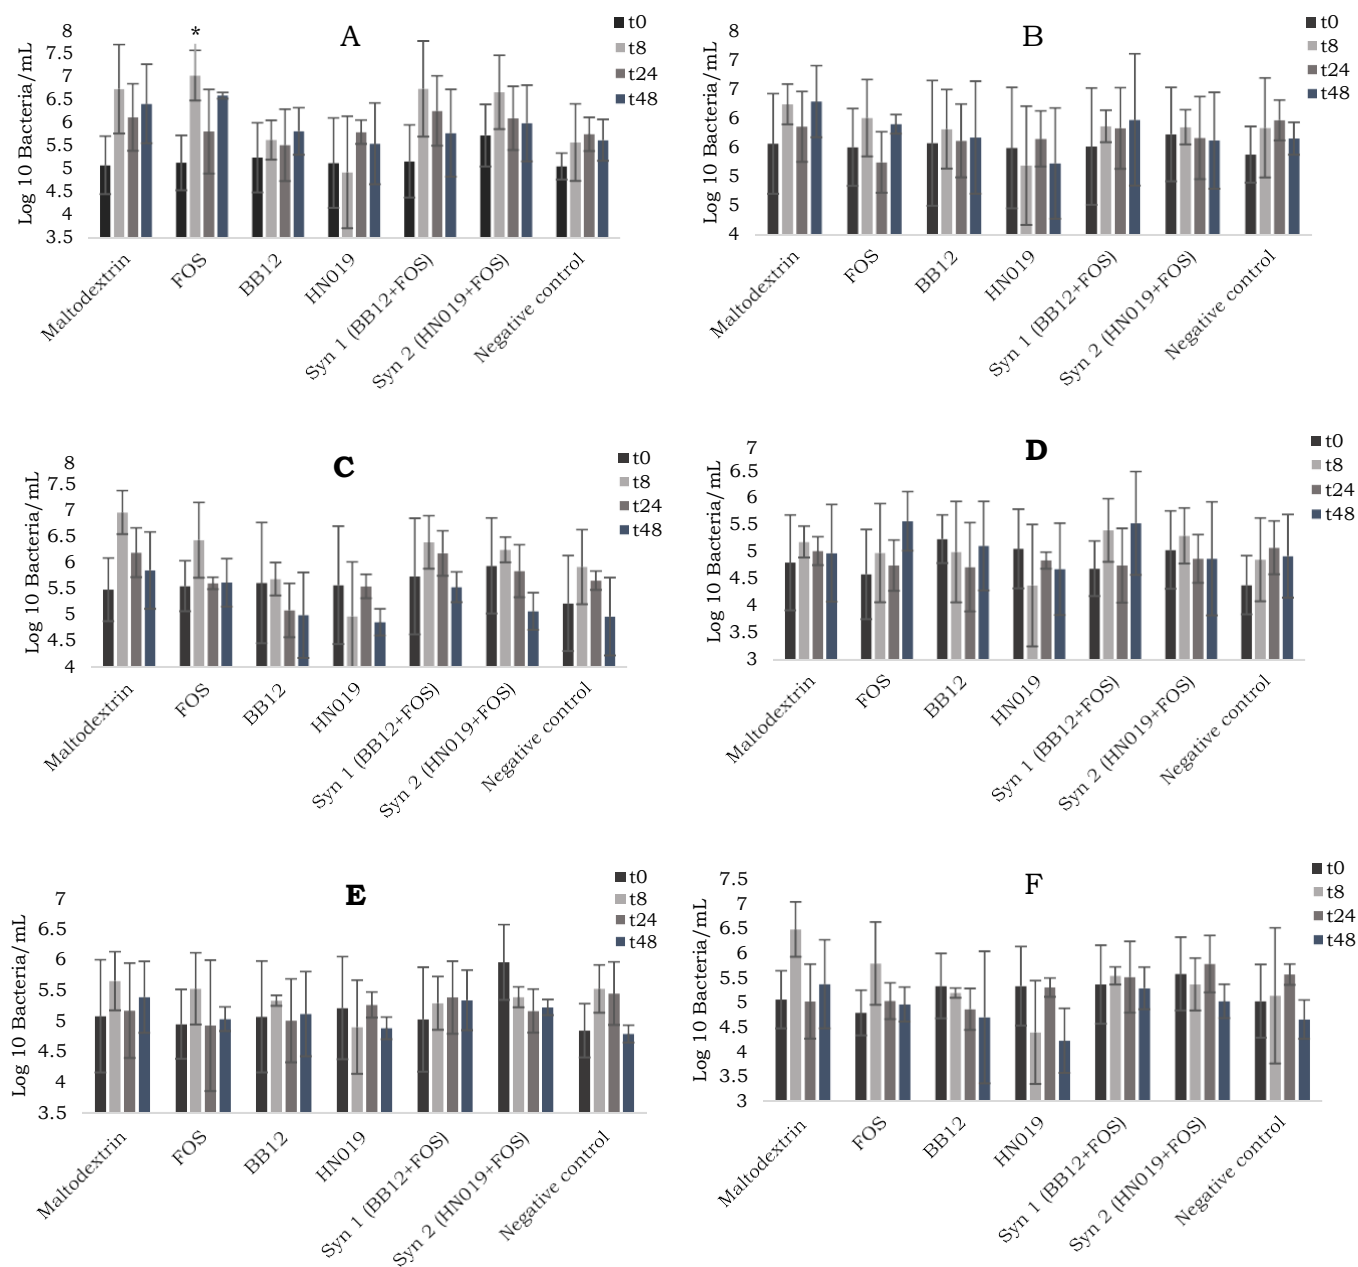 A
*
Log 10 Bacteria/mL
8
7.5
7
6.5
6
5.5
5
4.5
4
3.5
t0
t8
t24
t48
Maltodextrin
FOS
BB12
HN019
Syn 1 (BB12+FOS)
Syn 2 (HN019+FOS)
Negative control
B
Log 10 Bacteria/mL
8
7
7
6
6
5
5
4
t0
t8
t24
t48
Maltodextrin
FOS
BB12
HN019
Syn 1 (BB12+FOS)
Syn 2 (HN019+FOS)
Negative control
C
Log 10 Bacteria/mL
8
7.5
7
6.5
6
5.5
5
4.5
4
t0
t8
t24
t48
Maltodextrin
FOS
BB12
HN019
Syn 1 (BB12+FOS)
Syn 2 (HN019+FOS)
Negative control
D
Log 10 Bacteria/mL
7
6.5
6
5.5
5
4.5
4
3.5
3
t0
t8
t24
t48
Maltodextrin
FOS
BB12
HN019
Syn 1 (BB12+FOS)
Syn 2 (HN019+FOS)
Negative control
E
Log 10 Bacteria/mL
7
6.5
6
5.5
5
4.5
4
3.5
t0
t8
t24
t48
Maltodextrin
FOS
BB12
HN019
Syn 1 (BB12+FOS)
Syn 2 (HN019+FOS)
Negative control
F
Log 10 Bacteria/mL
7.5
7
6.5
6
5.5
5
4.5
4
3.5
3
t0
t8
t24
t48
Maltodextrin
FOS
BB12
HN019
Syn 1 (BB12+FOS)
Syn 2 (HN019+FOS)
Negative control